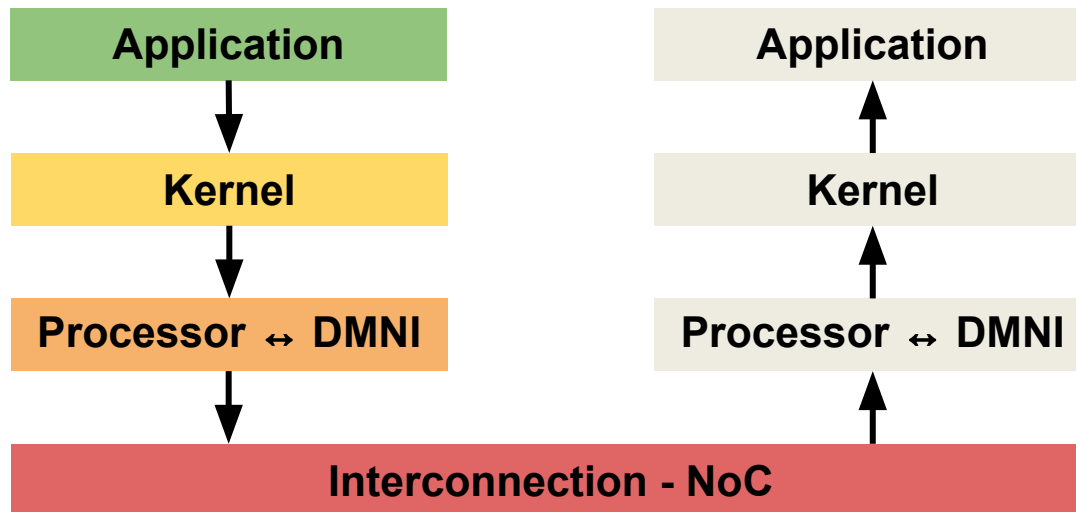 Application
Application
Kernel
Kernel
Processor ↔ DMNI
Processor ↔ DMNI
Interconnection - NoC